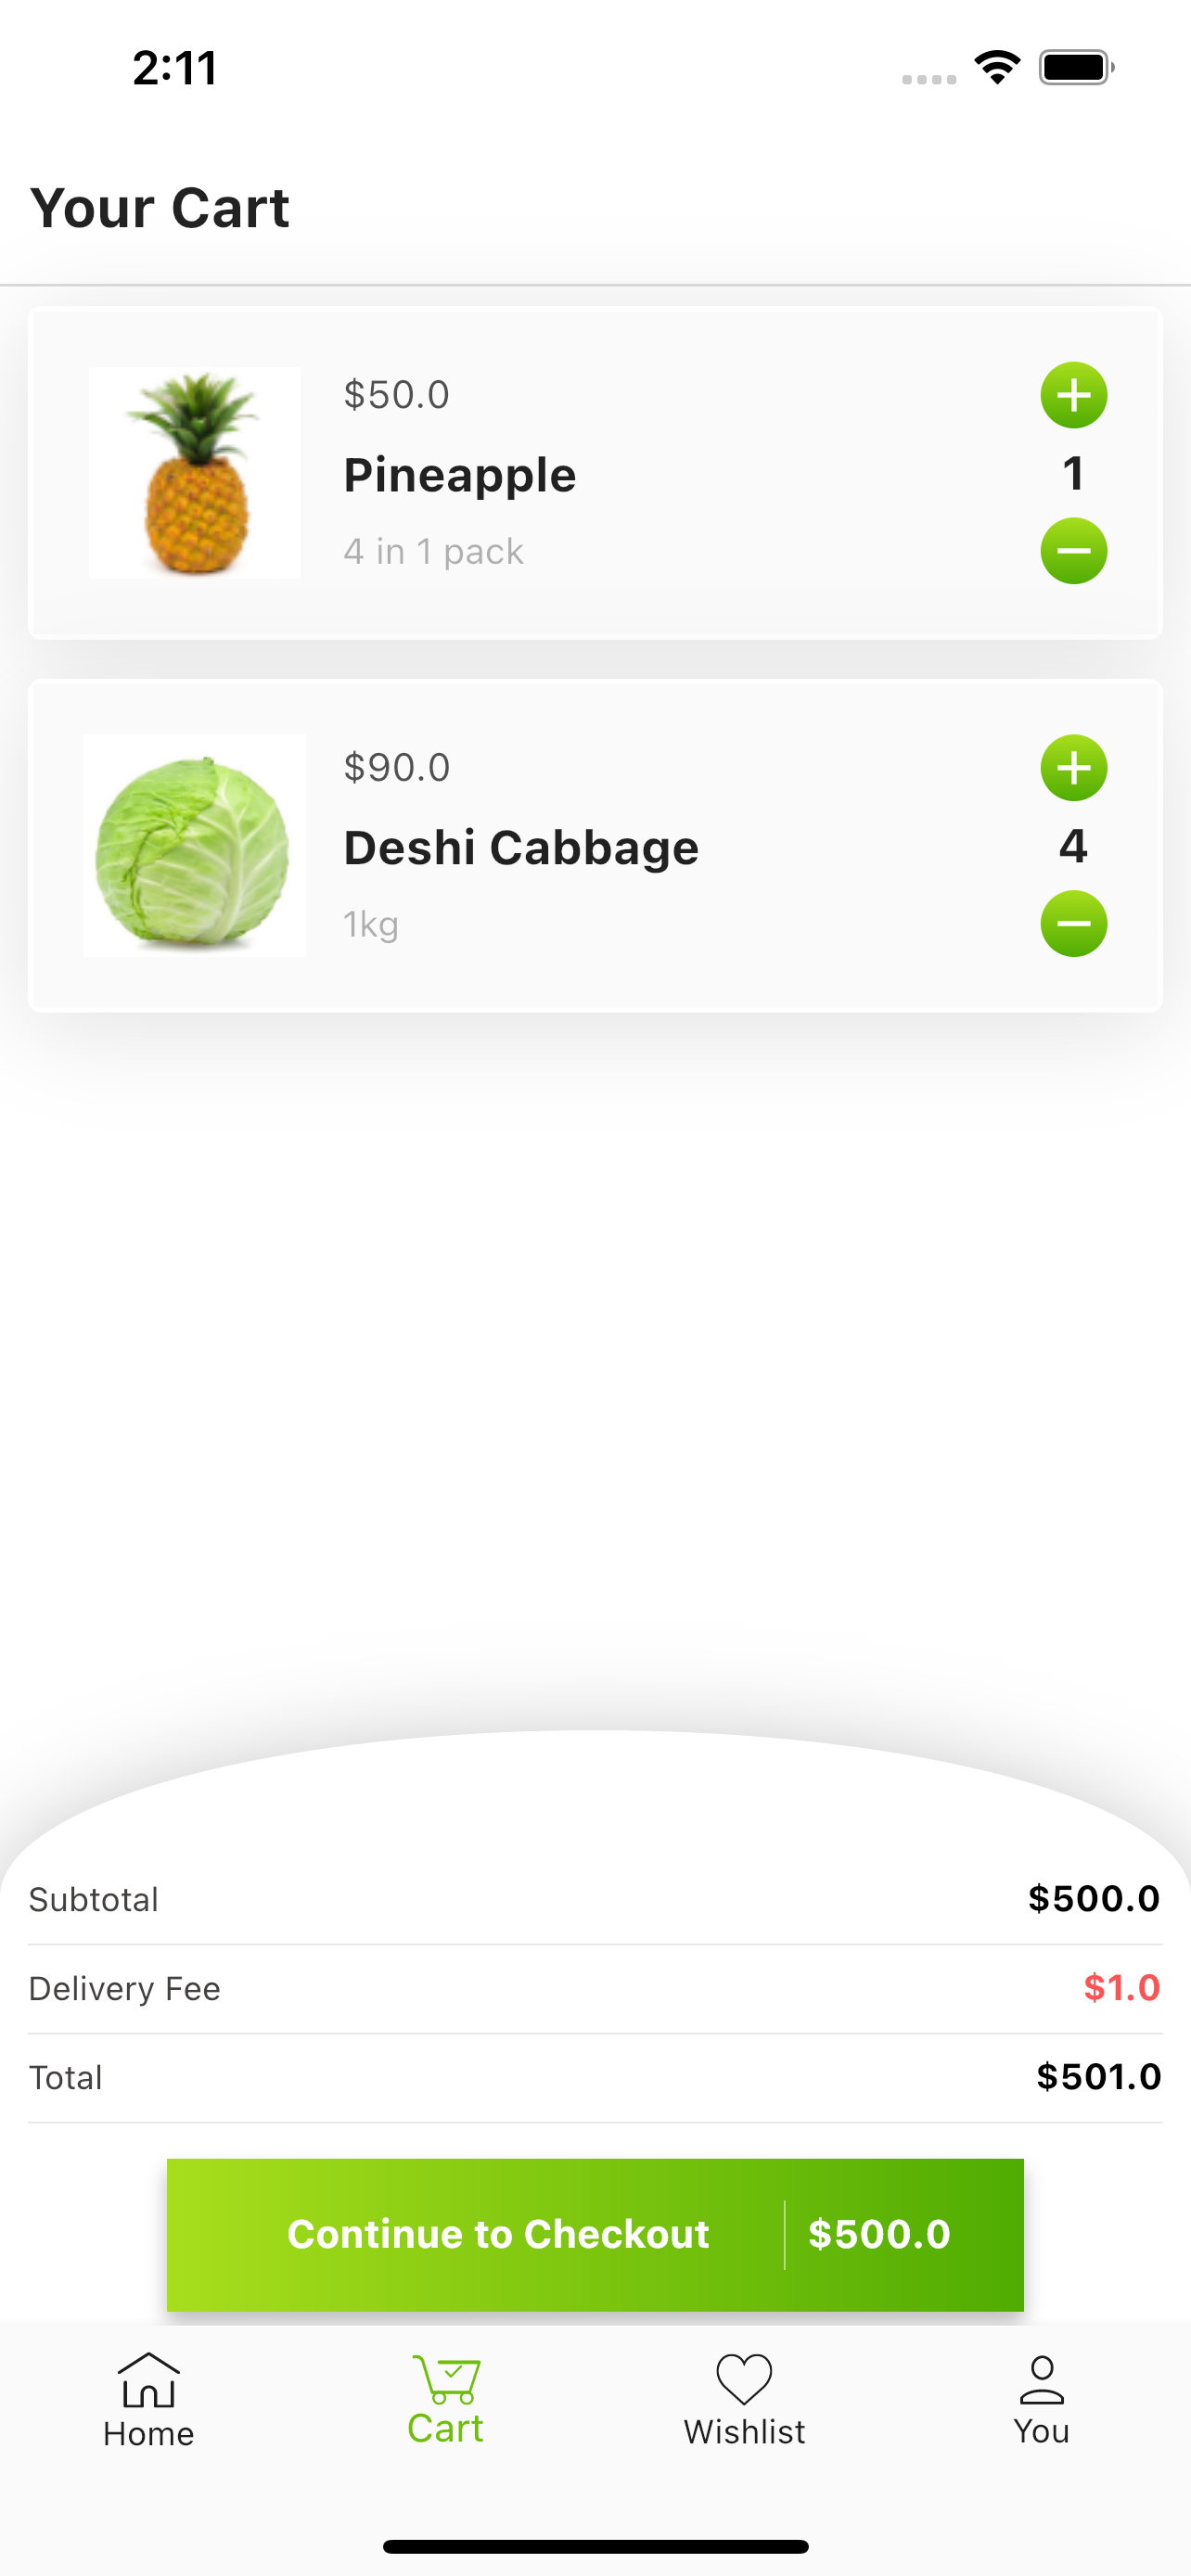 2:11
Your Cart
$50.0
Pineapple
4 in 1 pack
1
$90.0
Deshi Cabbage
1kg
4
Subtotal $500.0
Delivery Fee $1.0
Total $501.0
Continue to Checkout $500.0
Home Cart Wishlist You